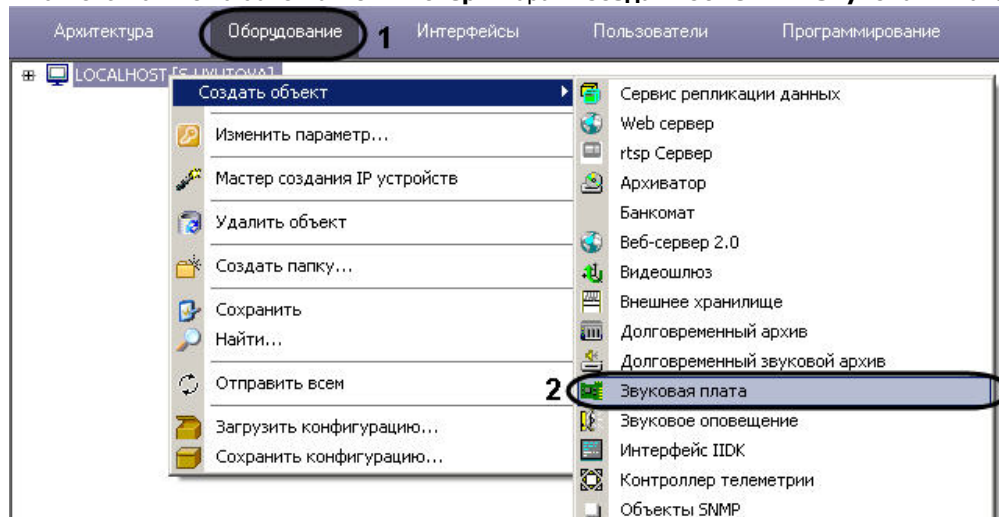 Архитектура Оборудование 1 Интерфейсы Пользователи Программирование
LOCALHOST
Создать объект
Изменить параметр...
Мастер создания IP устройств
Удалить объект
Создать папку...
Сохранить
Найти...
Отправить всем
Загрузить конфигурацию...
Сохранить конфигурацию...
Сервис репликации данных
Web сервер
rtsp Сервер
Архиватор
Банкомат
Веб-сервер 2.0
Видеошлюз
Внешнее хранилище
Долговременный архив
Долговременный звуковой архив
2 Звуковая плата
Звуковое оповещение
Интерфейс IIDK
Контроллер телеметрии
Объекты SNMP